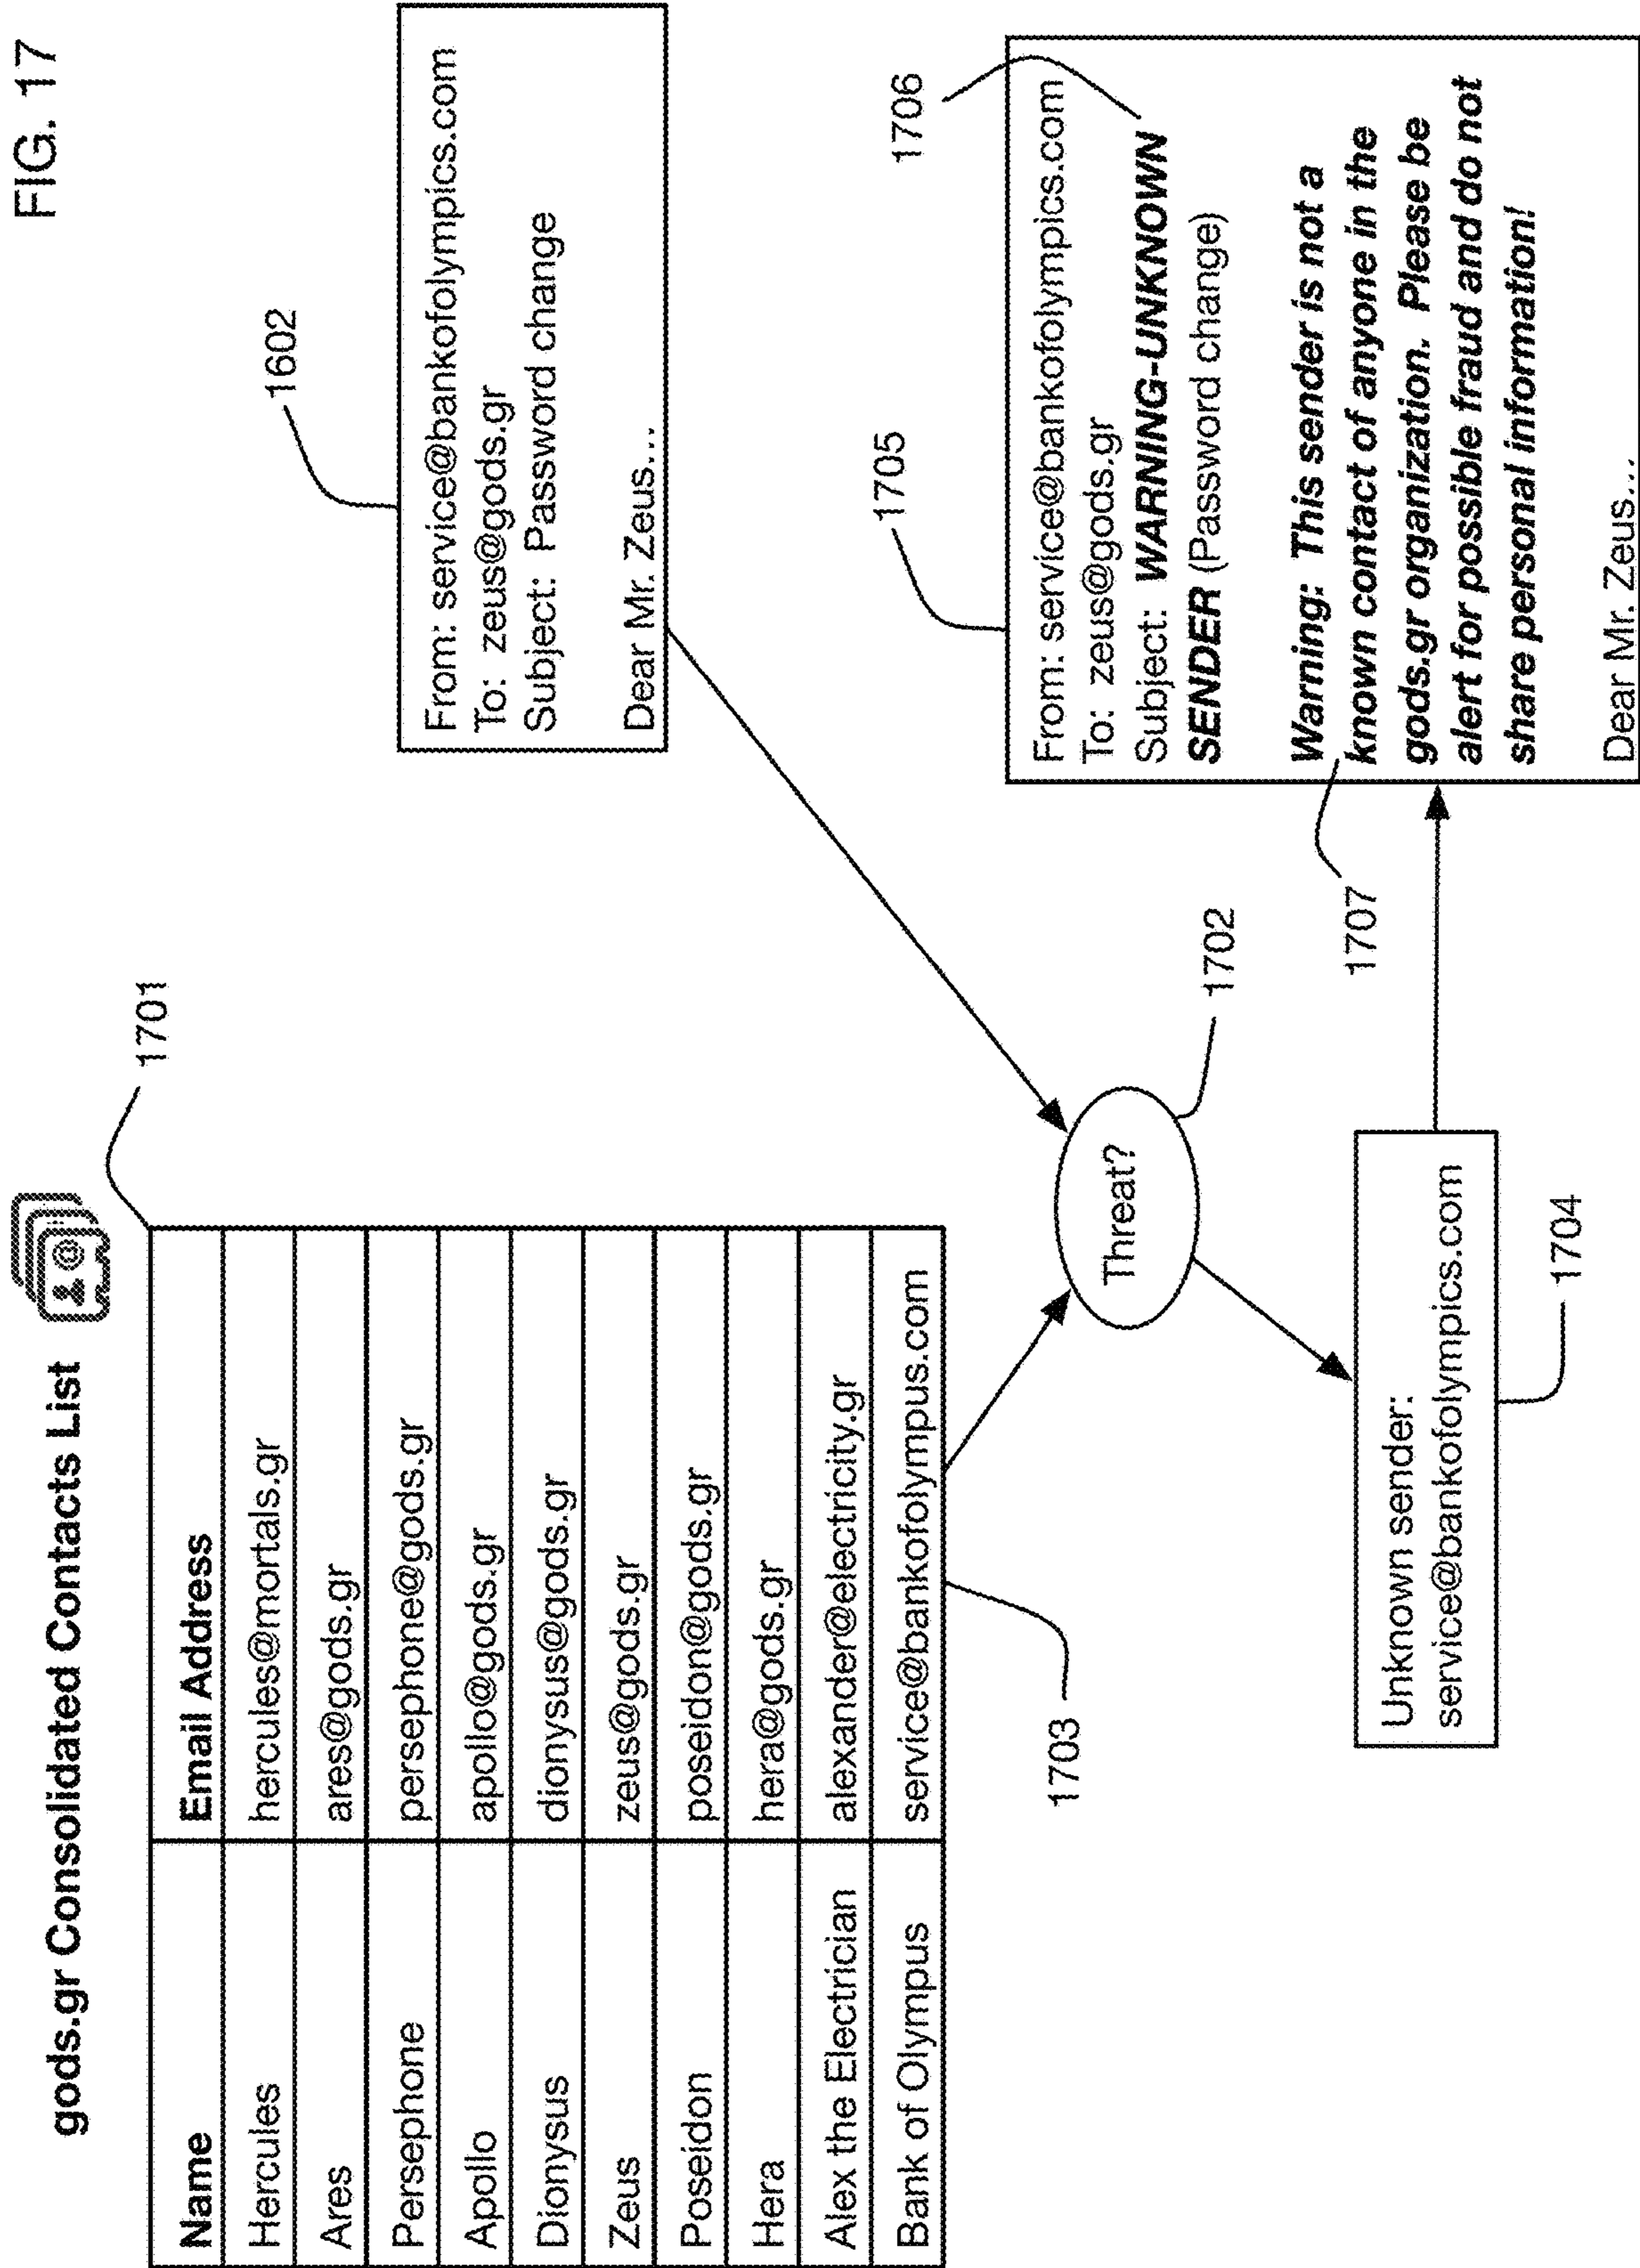 FIG. 17
gods.gr Consolidated Contacts List
1701
Name Email Address
Hercules hercules@mortals.gr
Ares ares@gods.gr
Persephone persephone@gods.gr
Apollo apollo@gods.gr
Dionysus dionysus@gods.gr
Zeus zeus@gods.gr
Poseidon poseidon@gods.gr
Hera hera@gods.gr
Alex the Electrician alexander@electricity.gr
Bank of Olympus service@bankofolympus.com
1703
1602
From: service@bankofolympics.com
To: zeus@gods.gr
Subject: Password change
Dear Mr. Zeus...
Threat?
1702
Unknown sender:
service@bankofolympics.com
1704
1705
1706
From: service@bankofolympics.com
To: zeus@gods.gr
Subject: WARNING-UNKNOWN
SENDER (Password change)
Warning: This sender is not a
known contact of anyone in the
gods.gr organization. Please be
alert for possible fraud and do not
share personal information!
Dear Mr. Zeus...
1707